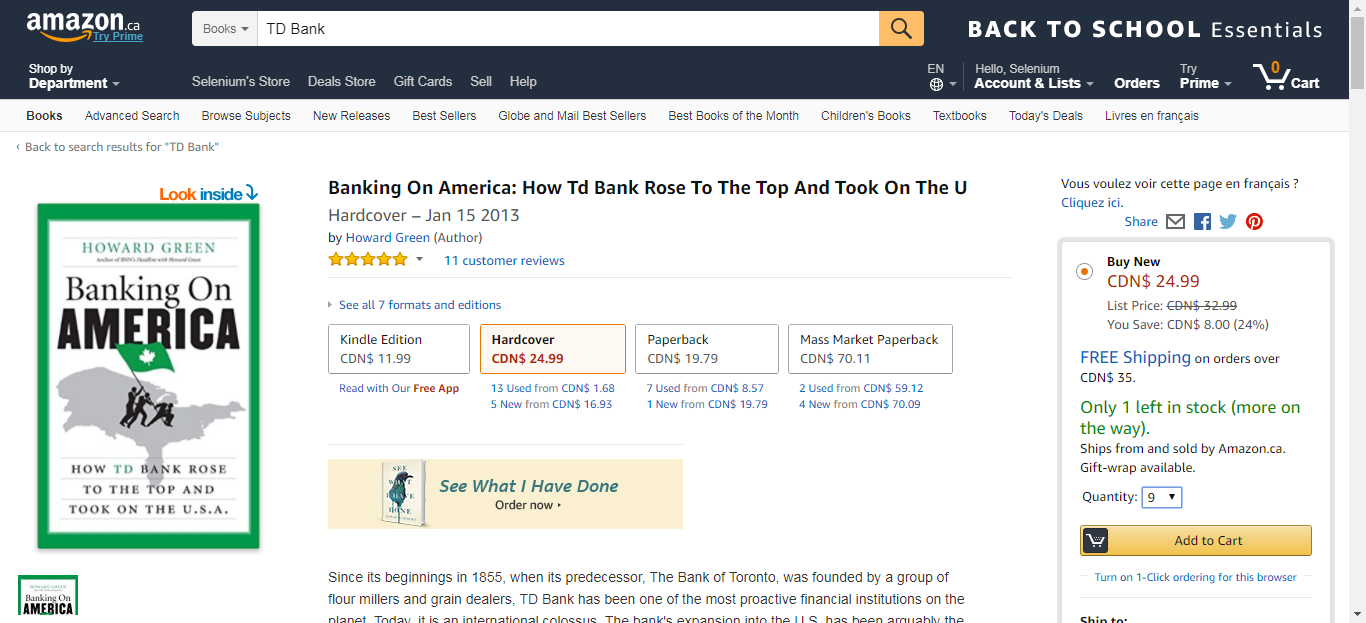 amazon.ca
Try Prime
Books
TD Bank
BACK TO SCHOOL Essentials
Shop by
Department
Selenium's Store
Deals Store
Gift Cards
Sell
Help
EN
Hello, Selenium
Account & Lists
Orders
Try
Prime
0
Cart
Books
Advanced Search
Browse Subjects
New Releases
Best Sellers
Globe and Mail Best Sellers
Best Books of the Month
Children's Books
Textbooks
Today's Deals
Livres en français
‹ Back to search results for "TD Bank"
Look inside
HOWARD GREEN
Banking On
AMERICA
HOW TD BANK ROSE
TO THE TOP AND
TOOK ON THE U.S.A.
Banking On
AMERICA
Banking On America: How Td Bank Rose To The Top And Took On The U
Hardcover – Jan 15 2013
by Howard Green (Author)
11 customer reviews
See all 7 formats and editions
Kindle Edition
CDN$ 11.99
Read with Our Free App
Hardcover
CDN$ 24.99
13 Used from CDN$ 1.68
5 New from CDN$ 16.93
Paperback
CDN$ 19.79
7 Used from CDN$ 8.57
1 New from CDN$ 19.79
Mass Market Paperback
CDN$ 70.11
2 Used from CDN$ 59.12
4 New from CDN$ 70.09
SEE
WHAT
I HAVE
DONE
See What I Have Done
Order now ▸
Since its beginnings in 1855, when its predecessor, The Bank of Toronto, was founded by a group of
flour millers and grain dealers, TD Bank has been one of the most proactive financial institutions on the
planet. Today, it is an international colossus. The bank's expansion into the U.S. has been arguably the
Vous voulez voir cette page en français ?
Cliquez ici.
Share
Buy New
CDN$ 24.99
List Price: CDN$ 32.99
You Save: CDN$ 8.00 (24%)
FREE Shipping on orders over
CDN$ 35.
Only 1 left in stock (more on
the way).
Ships from and sold by Amazon.ca.
Gift-wrap available.
Quantity: 9
Add to Cart
Turn on 1-Click ordering for this browser
Ship to: